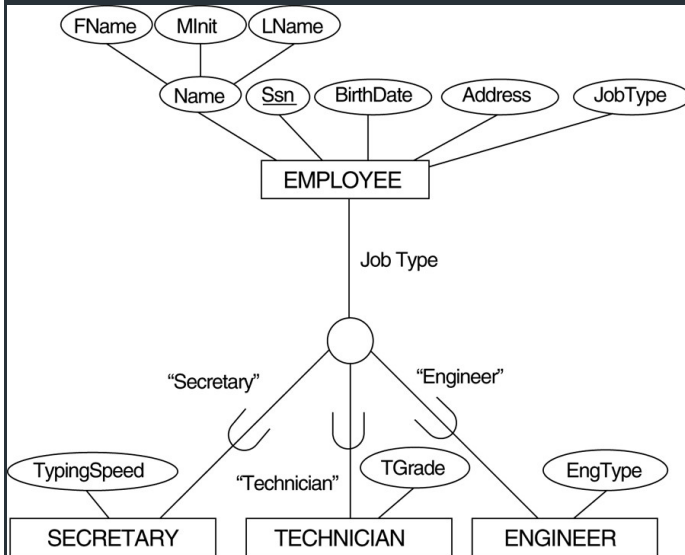 FName MInit LName
Name Ssn BirthDate Address JobType
EMPLOYEE
Job Type
“Secretary” “Engineer”
TypingSpeed “Technician” TGrade EngType
SECRETARY TECHNICIAN ENGINEER